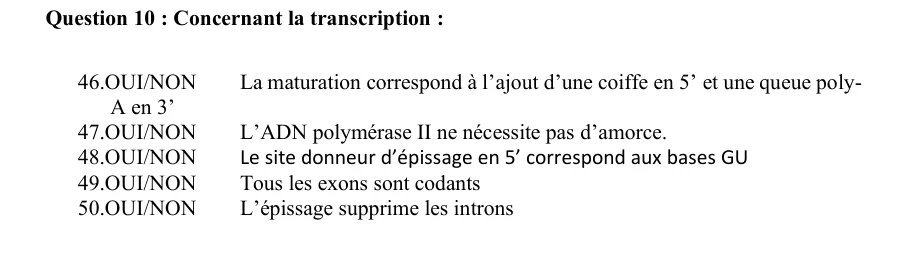 Question 10 : Concernant la transcription :
46.OUI/NON La maturation correspond à l’ajout d’une coiffe en 5’ et une queue poly-
A en 3’
47.OUI/NON L’ADN polymérase II ne nécessite pas d’amorce.
48.OUI/NON Le site donneur d’épissage en 5’ correspond aux bases GU
49.OUI/NON Tous les exons sont codants
50.OUI/NON L’épissage supprime les introns